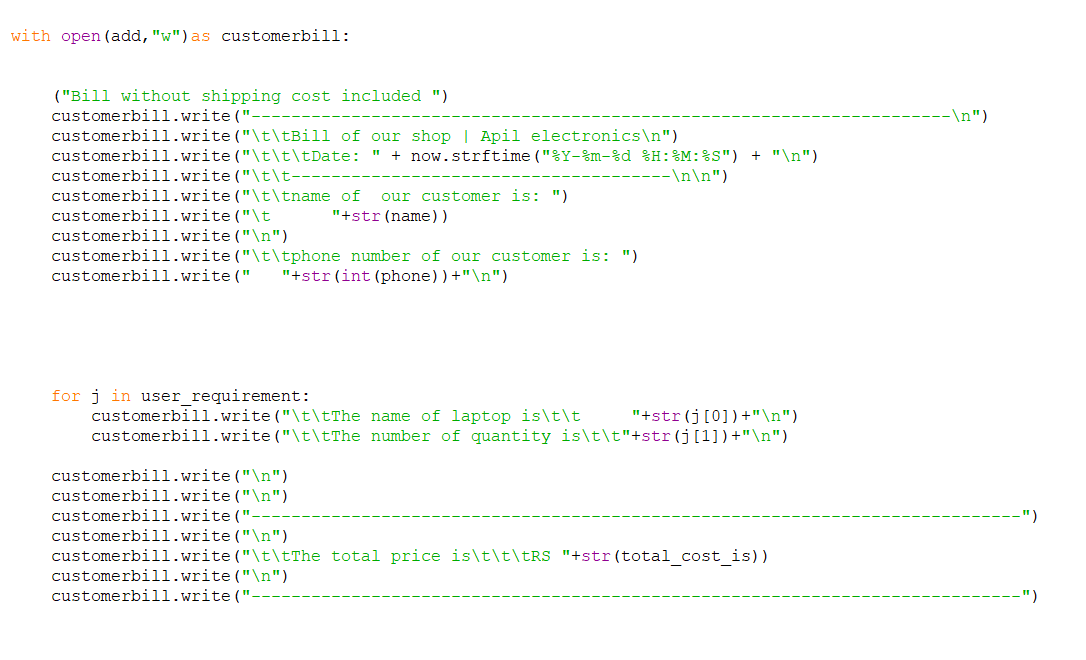 with open(add,"w")as customerbill:
("Bill without shipping cost included ")
customerbill.write("----------------------------------------------------------------------\n")
customerbill.write("\t\tBill of our shop | Apil electronics\n")
customerbill.write("\t\t\tDate: " + now.strftime("%Y-%m-%d %H:%M:%S") + "\n")
customerbill.write("\t\t--------------------------------------\n\n")
customerbill.write("\t\tname of  our customer is: ")
customerbill.write("\t      "+str(name))
customerbill.write("\n")
customerbill.write("\t\tphone number of our customer is: ")
customerbill.write("   "+str(int(phone))+"\n")
for j in user_requirement:
customerbill.write("\t\tThe name of laptop is\t\t     "+str(j[0])+"\n")
customerbill.write("\t\tThe number of quantity is\t\t"+str(j[1])+"\n")
customerbill.write("\n")
customerbill.write("\n")
customerbill.write("-----------------------------------------------------------------------------")
customerbill.write("\n")
customerbill.write("\t\tThe total price is\t\t\tRS "+str(total_cost_is))
customerbill.write("\n")
customerbill.write("-----------------------------------------------------------------------------")